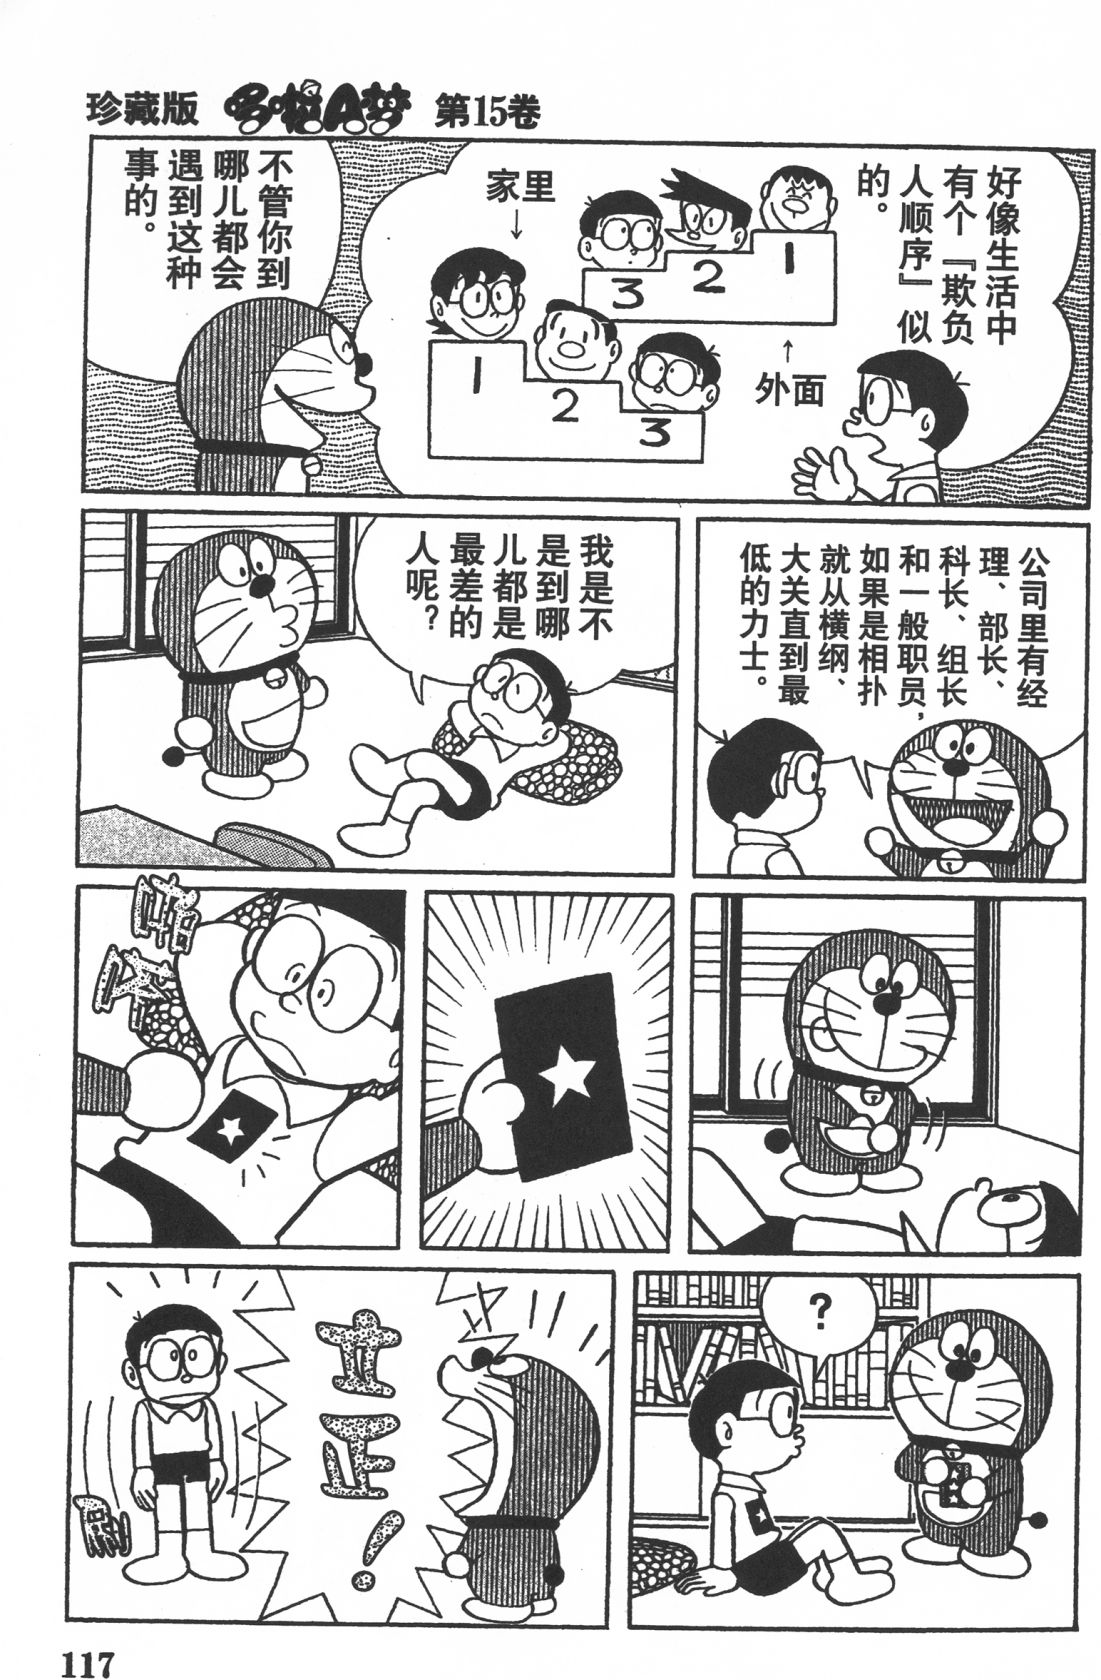 珍藏版 哆啦A梦 第15卷
好像生活中
有个『欺负
人顺序』似
的。
1
2
3
外面
↑
家里
↓
1
2
3
不管你到
哪儿都会
遇到这种
事的。
公司里有经
理、部长、
科长、组长
和一般职员，
如果是相扑
就从横纲、
大关直到最
低的力士。
我是不
是到哪
儿都是
最差的
人呢？
?
立正！
117